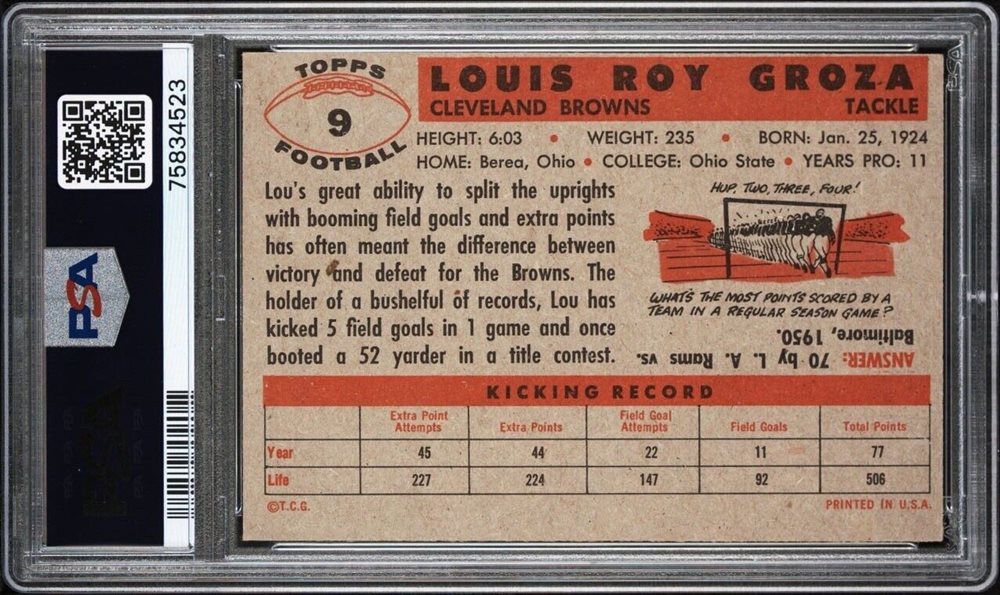 75834523
PSA
TOPPS
9
FOOTBALL
LOUIS ROY GROZA
CLEVELAND BROWNS TACKLE
HEIGHT: 6:03 • WEIGHT: 235 • BORN: Jan. 25, 1924
HOME: Berea, Ohio • COLLEGE: Ohio State • YEARS PRO: 11
Lou's great ability to split the uprights
with booming field goals and extra points
has often meant the difference between
victory and defeat for the Browns. The
holder of a bushelful of records, Lou has
kicked 5 field goals in 1 game and once
booted a 52 yarder in a title contest.
HUP, TWO, THREE, FOUR!
WHAT'S THE MOST POINTS SCORED BY A
TEAM IN A REGULAR SEASON GAME?
ANSWER: 70 by L. A. Rams vs.
Baltimore, 1950.
KICKING RECORD
Extra Point Attempts Extra Points Field Goal Attempts Field Goals Total Points
Year 45 44 22 11 77
Life 227 224 147 92 506
©T.C.G. PRINTED IN U.S.A.